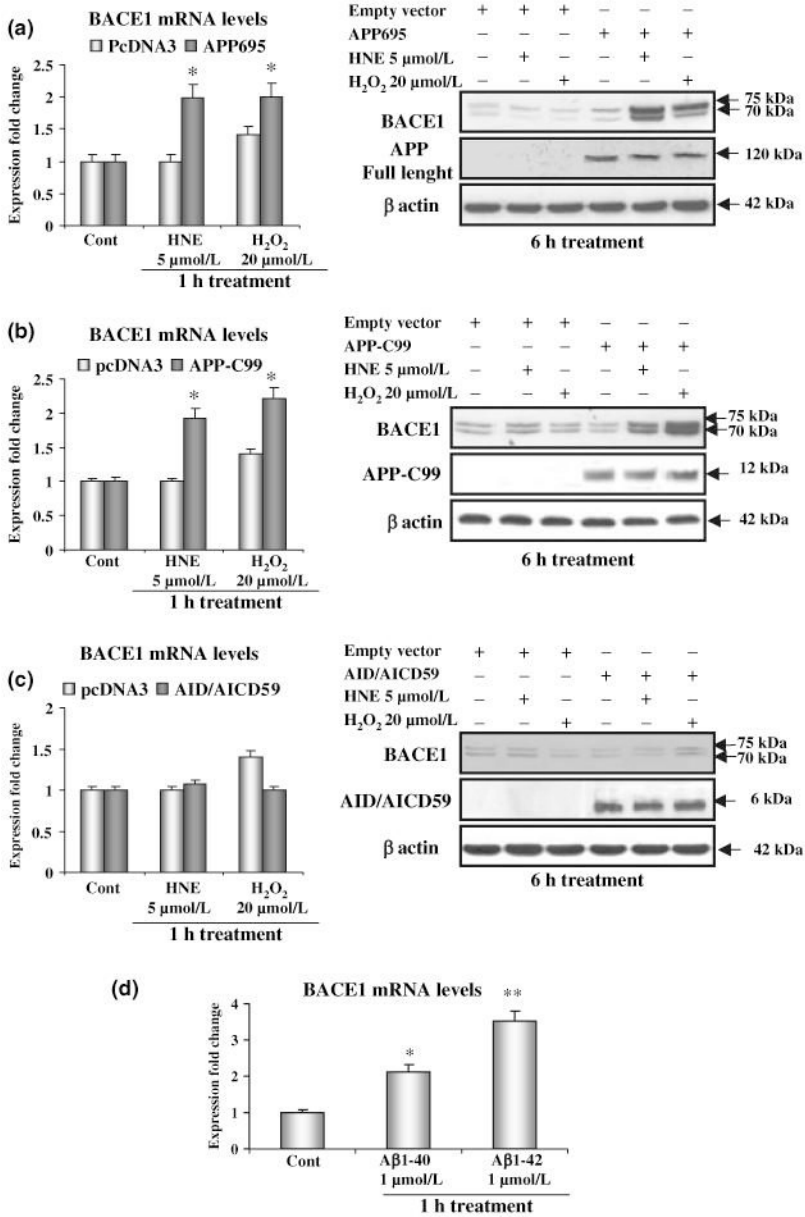 (a)
BACE1 mRNA levels
PcDNA3 APP695
Expression fold change
2.5
2
1.5
1
0.5
0
* *
Cont HNE H2O2
5 µmol/L 20 µmol/L
1 h treatment
Empty vector + + + – – –
APP695 – – – + + +
HNE 5 µmol/L – + – – + –
H2O2 20 µmol/L – – + – – +
BACE1 75 kDa
70 kDa
APP
Full lenght 120 kDa
β actin 42 kDa
6 h treatment
(b)
BACE1 mRNA levels
pcDNA3 APP-C99
Expression fold change
2.5
2
1.5
1
0.5
0
* *
Cont HNE H2O2
5 µmol/L 20 µmol/L
1 h treatment
Empty vector + + + – – –
APP-C99 – – – + + +
HNE 5 µmol/L – + – – + –
H2O2 20 µmol/L – – + – – +
BACE1 75 kDa
70 kDa
APP-C99 12 kDa
β actin 42 kDa
6 h treatment
(c)
BACE1 mRNA levels
pcDNA3 AID/AICD59
Expression fold change
2
1.5
1
0.5
0
Cont HNE H2O2
5 µmol/L 20 µmol/L
1 h treatment
Empty vector + + + – – –
AID/AICD59 – – – + + +
HNE 5 µmol/L – + – – + –
H2O2 20 µmol/L – – + – – +
BACE1 75 kDa
70 kDa
AID/AICD59 6 kDa
β actin 42 kDa
6 h treatment
(d)
BACE1 mRNA levels
Expression fold change
4
3
2
1
0
* **
Cont Aβ1-40 Aβ1-42
1 µmol/L 1 µmol/L
1 h treatment